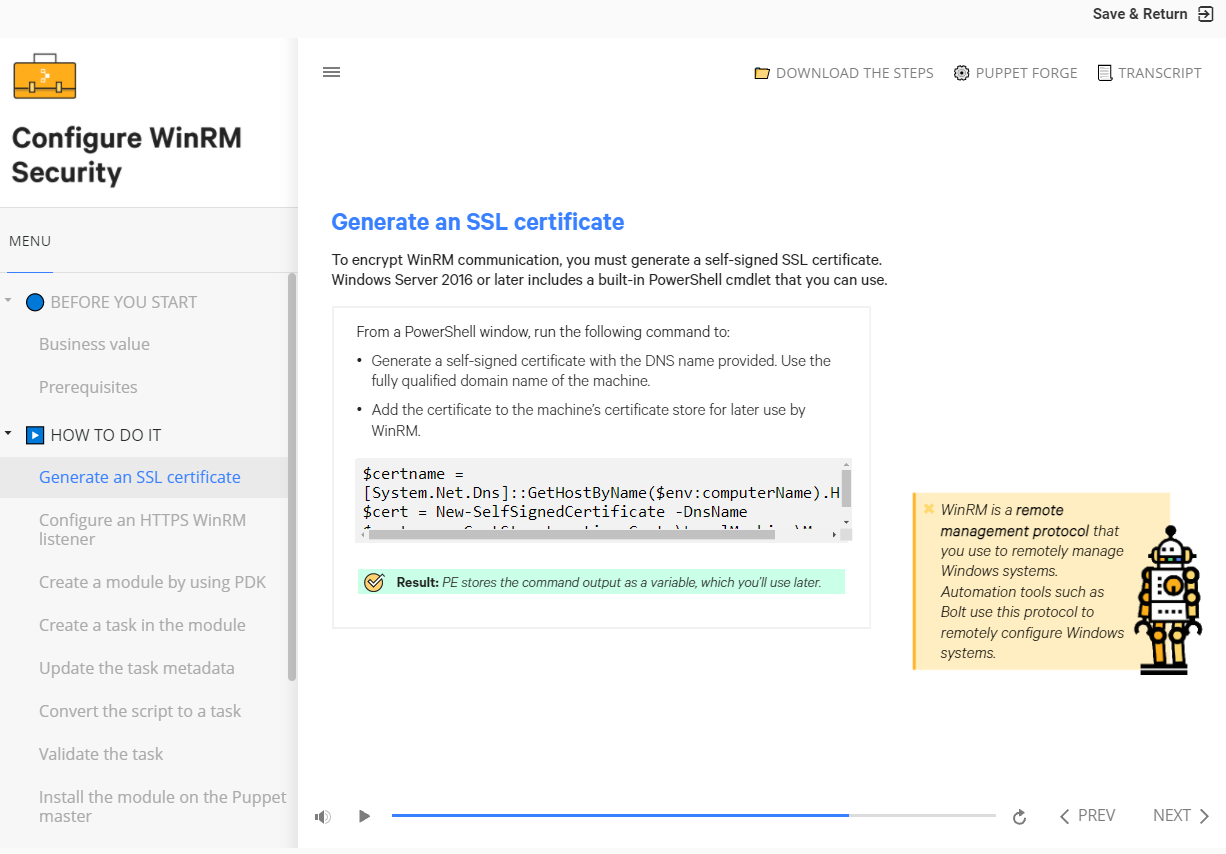 Save & Return
Configure WinRM
Security
MENU
BEFORE YOU START
Business value
Prerequisites
HOW TO DO IT
Generate an SSL certificate
Configure an HTTPS WinRM
listener
Create a module by using PDK
Create a task in the module
Update the task metadata
Convert the script to a task
Validate the task
Install the module on the Puppet
master
DOWNLOAD THE STEPS
PUPPET FORGE
TRANSCRIPT
Generate an SSL certificate
To encrypt WinRM communication, you must generate a self-signed SSL certificate.
Windows Server 2016 or later includes a built-in PowerShell cmdlet that you can use.
From a PowerShell window, run the following command to:
• Generate a self-signed certificate with the DNS name provided. Use the
fully qualified domain name of the machine.
• Add the certificate to the machine's certificate store for later use by
WinRM.
$certname =
[System.Net.Dns]::GetHostByName($env:computerName).H
$cert = New-SelfSignedCertificate -DnsName
Result: PE stores the command output as a variable, which you'll use later.
WinRM is a remote
management protocol that
you use to remotely manage
Windows systems.
Automation tools such as
Bolt use this protocol to
remotely configure Windows
systems.
PREV
NEXT